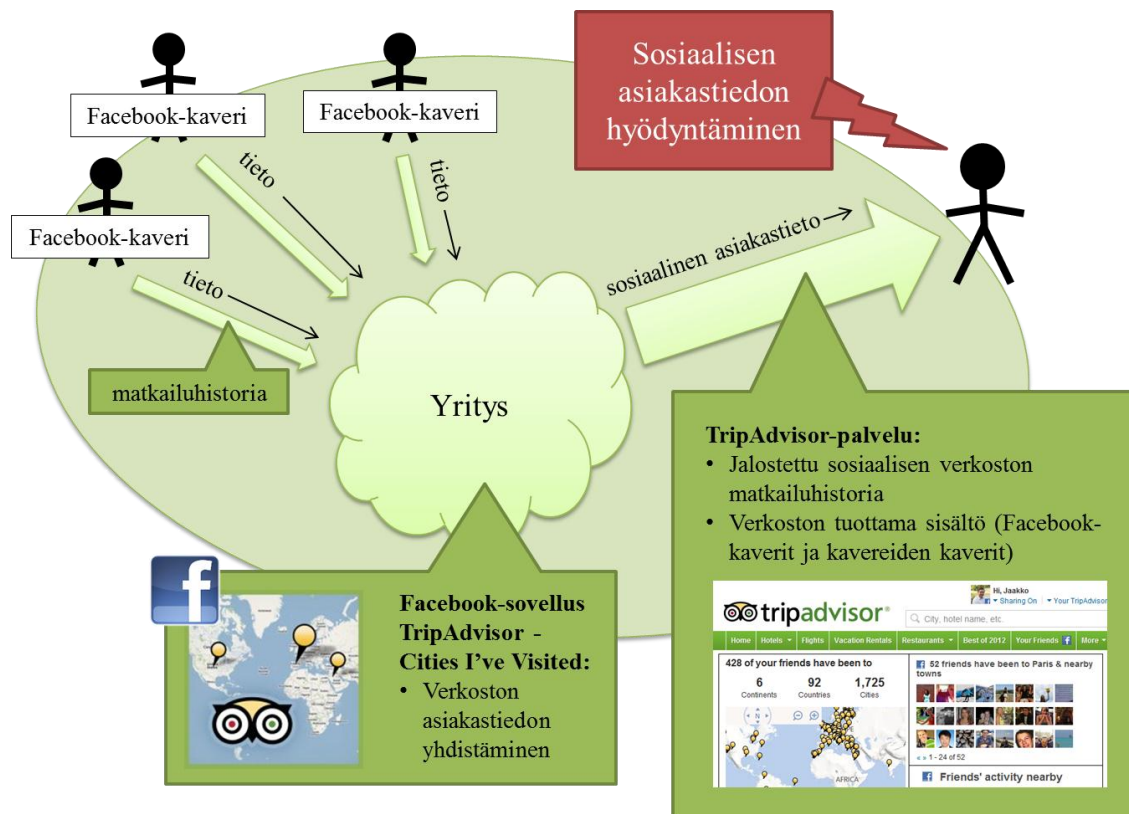 Sosiaalisen
asiakastiedon
hyödyntäminen
Facebook-kaveri
Facebook-kaveri
Facebook-kaveri
tieto
tieto
tieto
sosiaalinen asiakastieto
matkailuhistoria
Yritys
TripAdvisor-palvelu:
• Jalostettu sosiaalisen verkoston
matkailuhistoria
• Verkoston tuottama sisältö (Facebook-
kaverit ja kavereiden kaverit)
f
Facebook-sovellus
TripAdvisor -
Cities I've Visited:
• Verkoston
asiakastiedon
yhdistäminen
Hi, Jaakko
Sharing On
Your TripAdvisor
tripadvisor®
City, hotel name, etc.
Home Hotels Flights Vacation Rentals Restaurants Best of 2012 Your Friends More
428 of your friends have been to
6 92 1,725
Continents Countries Cities
N
AFRICA
52 friends have been to Paris & nearby
towns
« » 1 - 24 of 52
Friends' activity nearby